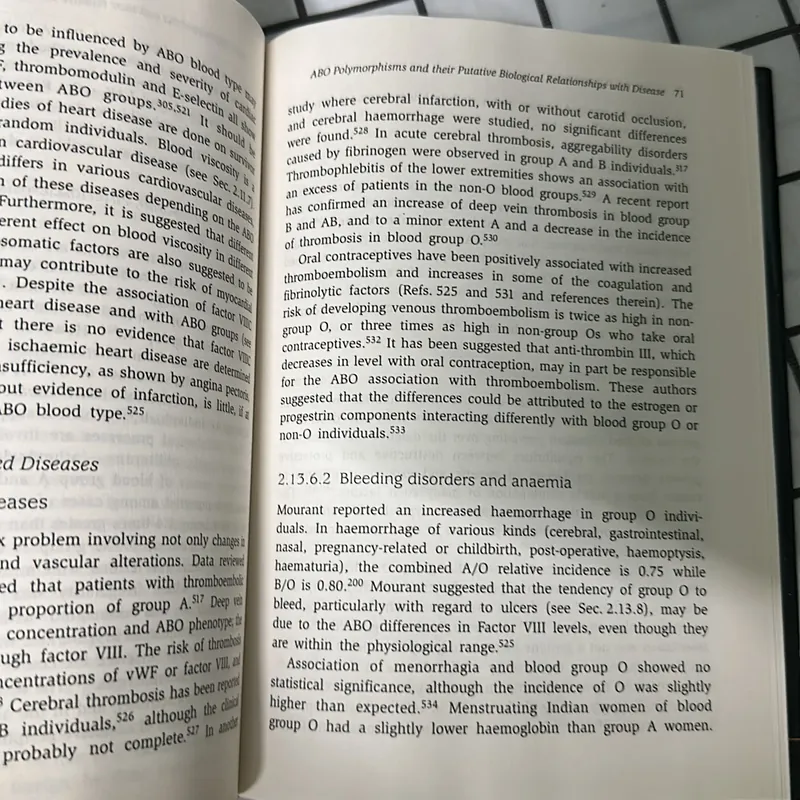 to be influenced by ABO blood type may
g the prevalence and severity of cardiac
F, thrombomodulin and E-selectin all show
etween ABO groups.305,521 It should be
dies of heart disease are done on survivor
random individuals. Blood viscosity is a
n cardiovascular disease (see Sec. 2.11.7).
differs in various cardiovascular diseases,
n of these diseases depending on the ABO
Furthermore, it is suggested that different
erent effect on blood viscosity in different
somatic factors are also suggested to be
may contribute to the risk of myocardial
. Despite the association of factor VIIIC
heart disease and with ABO groups (see
t there is no evidence that factor VIIIC
ischaemic heart disease are determined
nsufficiency, as shown by angina pectoris,
out evidence of infarction, is little, if at
ABO blood type.525
ed Diseases
eases
x problem involving not only changes in
nd vascular alterations. Data reviewed
ed that patients with thromboembolic
proportion of group A.517 Deep vein
concentration and ABO phenotype; the
ugh factor VIII. The risk of thrombosis
ncentrations of vWF or factor VIII, and
Cerebral thrombosis has been reported
B individuals,526 although the clinical
probably not complete.527 In another
ABO Polymorphisms and their Putative Biological Relationships with Disease 71
study where cerebral infarction, with or without carotid occlusion,
and cerebral haemorrhage were studied, no significant differences
were found.528 In acute cerebral thrombosis, aggregability disorders
caused by fibrinogen were observed in group A and B individuals.317
Thrombophlebitis of the lower extremities shows an association with
an excess of patients in the non-O blood groups.529 A recent report
has confirmed an increase of deep vein thrombosis in blood group
B and AB, and to a minor extent A and a decrease in the incidence
of thrombosis in blood group O.530
Oral contraceptives have been positively associated with increased
thromboembolism and increases in some of the coagulation and
fibrinolytic factors (Refs. 525 and 531 and references therein). The
risk of developing venous thromboembolism is twice as high in non-
group O, or three times as high in non-group Os who take oral
contraceptives.532 It has been suggested that anti-thrombin III, which
decreases in level with oral contraception, may in part be responsible
for the ABO association with thromboembolism. These authors
suggested that the differences could be attributed to the estrogen or
progestrin components interacting differently with blood group O or
non-O individuals.533
2.13.6.2 Bleeding disorders and anaemia
Mourant reported an increased haemorrhage in group O indivi-
duals. In haemorrhage of various kinds (cerebral, gastrointestinal,
nasal, pregnancy-related or childbirth, post-operative, haemoptysis,
haematuria), the combined A/O relative incidence is 0.75 while
B/O is 0.80.200 Mourant suggested that the tendency of group O to
bleed, particularly with regard to ulcers (see Sec. 2.13.8), may be
due to the ABO differences in Factor VIII levels, even though they
are within the physiological range.525
Association of menorrhagia and blood group O showed no
statistical significance, although the incidence of O was slightly
higher than expected.534 Menstruating Indian women of blood
group O had a slightly lower haemoglobin than group A women.